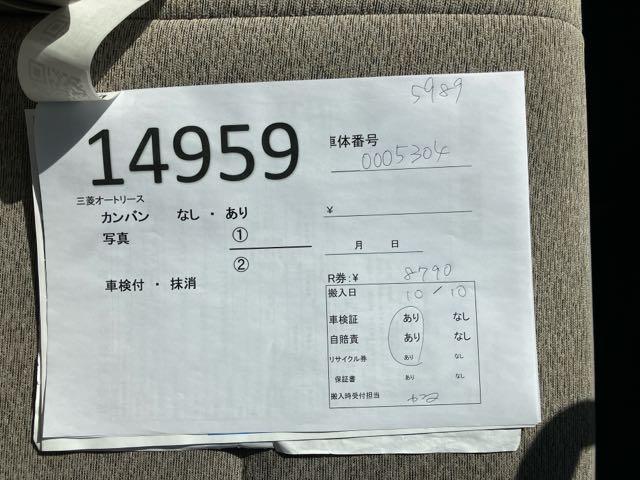 5989
14959
車体番号 0005304
三菱オートリース
カンバン なし ・ あり
¥
写真 ①
月 日
②
R券:¥ 8790
車検付 ・ 抹消
搬入日 10/10
車検証 あり なし
自賠責 あり なし
リサイクル券 あり なし
保証書 あり なし
搬入時受付担当